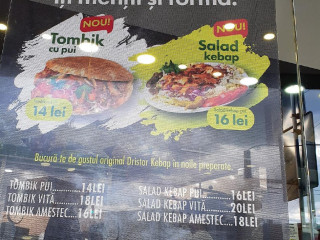 în meniu și formă.
NOU!
Tombik
cu pui
14 lei
NOU!
Salad
kebap
16 lei
Bucură-te de gustul original Dristor Kebap în noile preparate.
TOMBIK PUI............14LEI
TOMBIK VITĂ..........18LEI
TOMBIK AMESTEC...16LEI
SALAD KEBAP PUI............16LEI
SALAD KEBAP VITĂ..........20LEI
SALAD KEBAP AMESTEC...18LEI